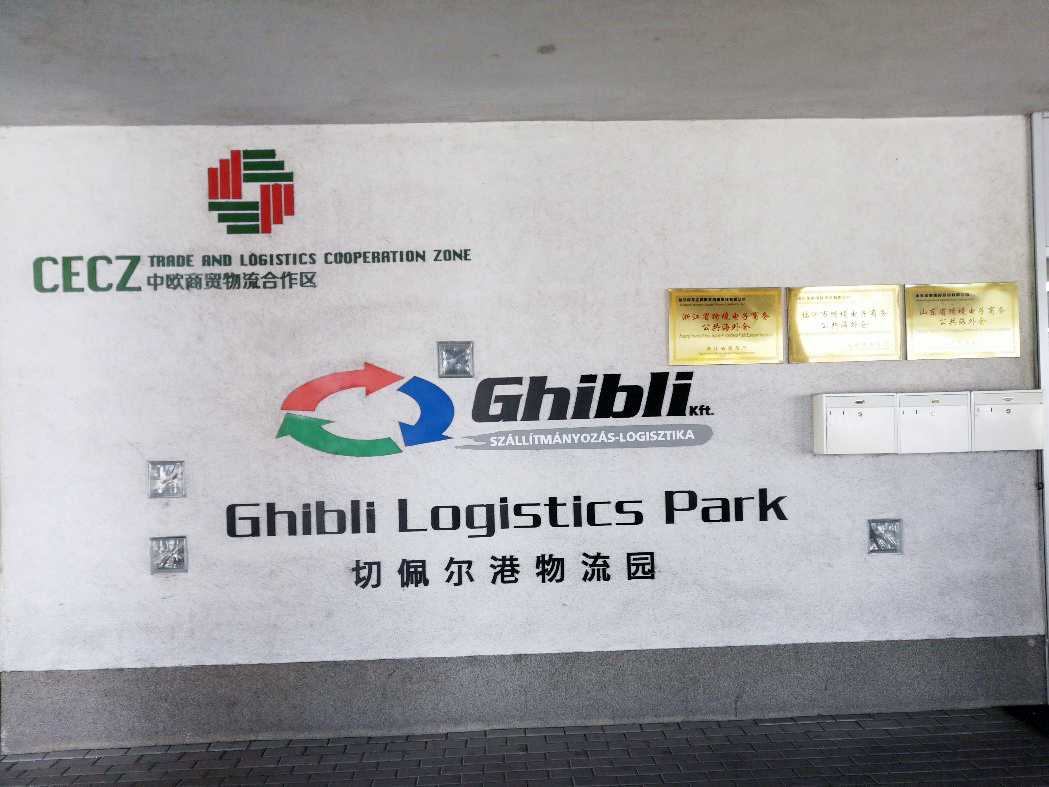 CECZ TRADE AND LOGISTICS COOPERATION ZONE
中欧商贸物流合作区
浙江省跨境电子商务
公共海外仓
跨境电子商务
公共海外仓
山东省跨境电子商务
公共海外仓
Ghibli Kft.
SZÁLLÍTMÁNYOZÁS-LOGISZTIKA
Ghibli Logistics Park
切佩尔港物流园